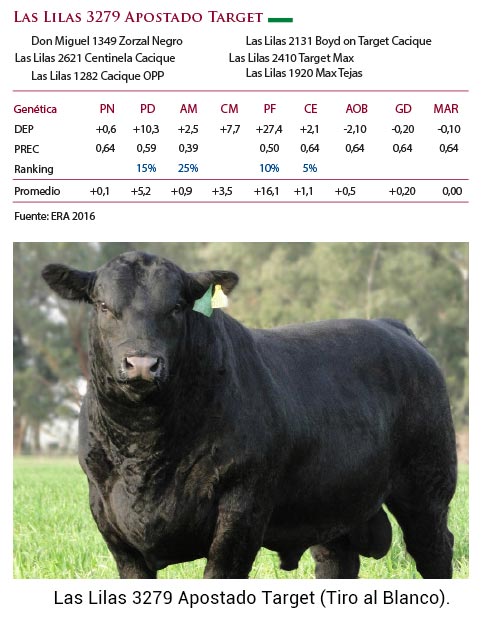 Las Lilas 3279 Apostado Target
Don Miguel 1349 Zorzal Negro
Las Lilas 2621 Centinela Cacique
Las Lilas 1282 Cacique OPP
Las Lilas 2131 Boyd on Target Cacique
Las Lilas 2410 Target Max
Las Lilas 1920 Max Tejas
Genética PN PD AM CM PF CE AOB GD MAR
DEP +0,6 +10,3 +2,5 +7,7 +27,4 +2,1 -2,10 -0,20 -0,10
PREC 0,64 0,59 0,39 0,50 0,64 0,64 0,64 0,64
Ranking 15% 25% 10% 5%
Promedio +0,1 +5,2 +0,9 +3,5 +16,1 +1,1 +0,5 +0,20 0,00
Fuente: ERA 2016
Las Lilas 3279 Apostado Target (Tiro al Blanco).